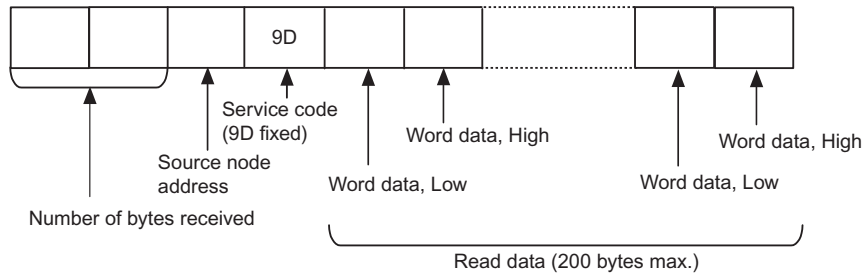 9D
Service code
(9D fixed)
Word data, High
Word data, High
Source node
address
Word data, Low
Word data, Low
Number of bytes received
Read data (200 bytes max.)